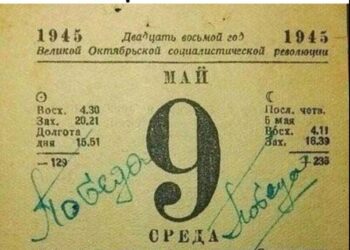 1945 Двадцать восьмой год 1945
Великой Октябрьской социалистической революции
МАЙ
Восх. 4.30
Зах. 20.21
Долгота
дня 15.51
—129
9
Посл. четв.
5 мая
Восх. 4.11
Зах. 16.39
236
Победа
Победа
СРЕДА